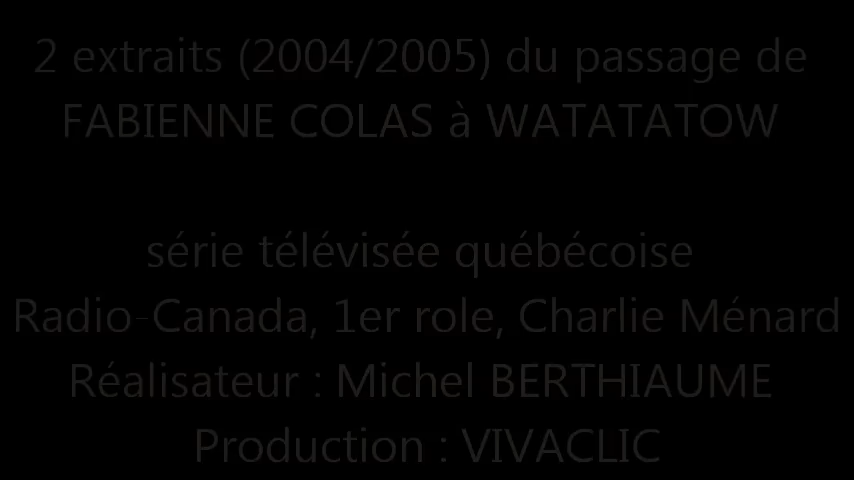 2 extraits (2004/2005) du passage de
FABIENNE COLAS à WATATATOW
série télévisée québécoise
Radio-Canada, 1er role, Charlie Ménard
Réalisateur : Michel BERTHIAUME
Production : VIVACLIC